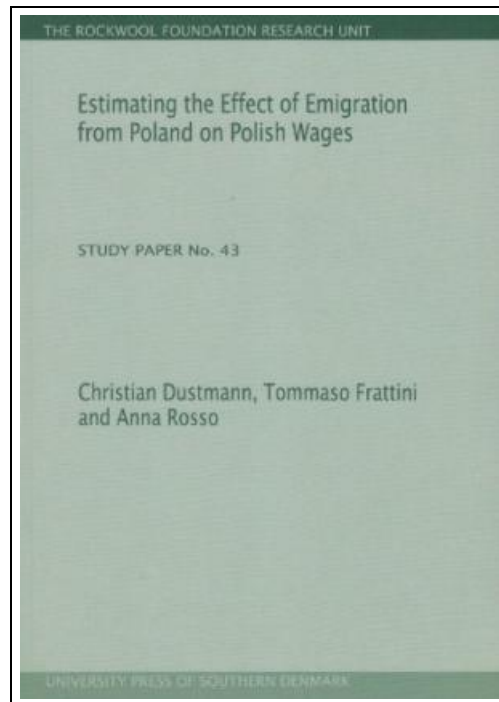 THE ROCKWOOL FOUNDATION RESEARCH UNIT
Estimating the Effect of Emigration
from Poland on Polish Wages
STUDY PAPER No. 43
Christian Dustmann, Tommaso Frattini
and Anna Rosso
UNIVERSITY PRESS OF SOUTHERN DENMARK